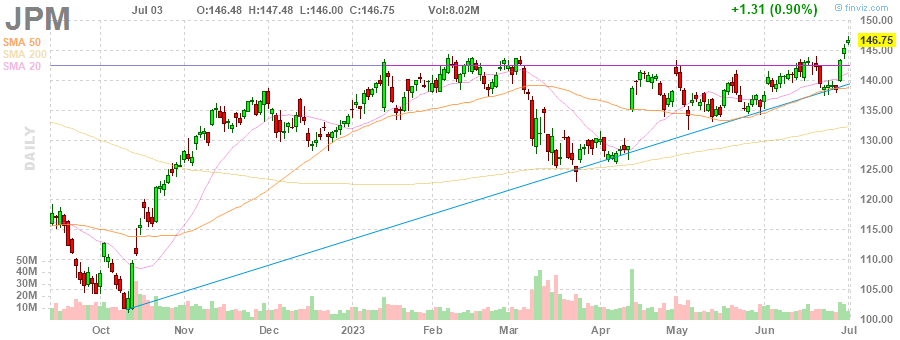 JPM Jul 03 O:146.48 H:147.48 L:146.00 C:146.75 Vol:8.02M +1.31 (0.90%) © finviz.com
SMA 50
SMA 200
SMA 20
DAILY
150.00
146.75
145.00
140.00
135.00
130.00
125.00
120.00
115.00
110.00
105.00
100.00
50M
40M
30M
20M
10M
Oct Nov Dec 2023 Feb Mar Apr May Jun Jul